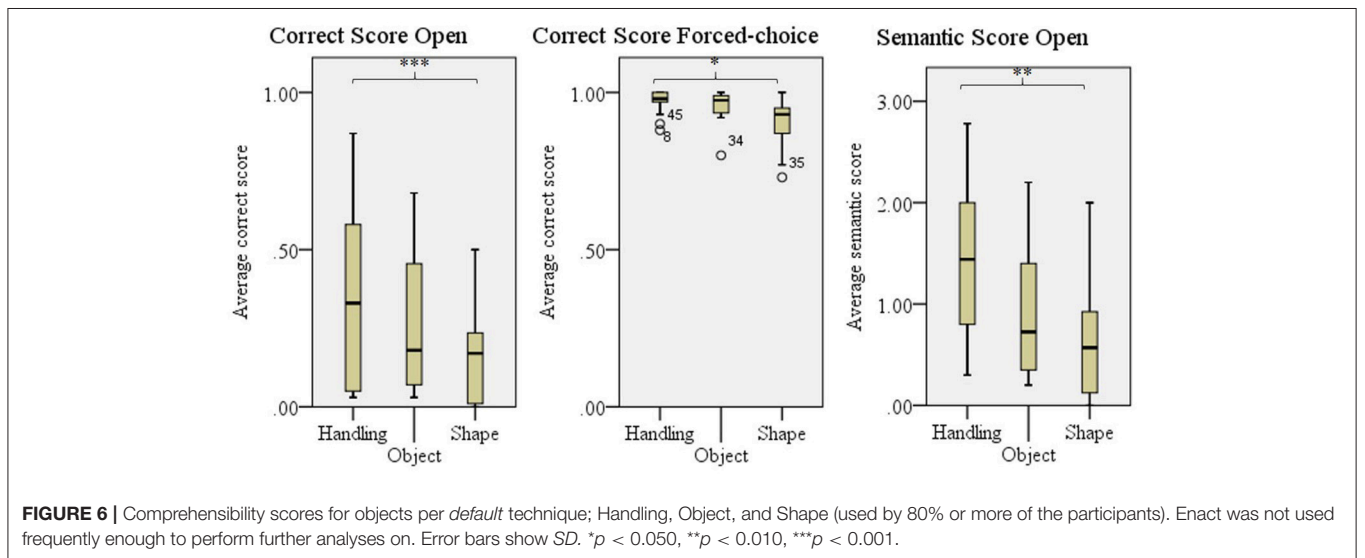 Correct Score Open
***
Average correct score
1.00
.50
.00
Handling
Shape
Object
Correct Score Forced-choice
*
Average correct score
1.00
.50
.00
45
8
34
35
Handling
Shape
Object
Semantic Score Open
**
Average semantic score
3.00
2.00
1.00
.00
Handling
Shape
Object
FIGURE 6 | Comprehensibility scores for objects per default technique; Handling, Object, and Shape (used by 80% or more of the participants). Enact was not used
frequently enough to perform further analyses on. Error bars show SD. *p < 0.050, **p < 0.010, ***p < 0.001.